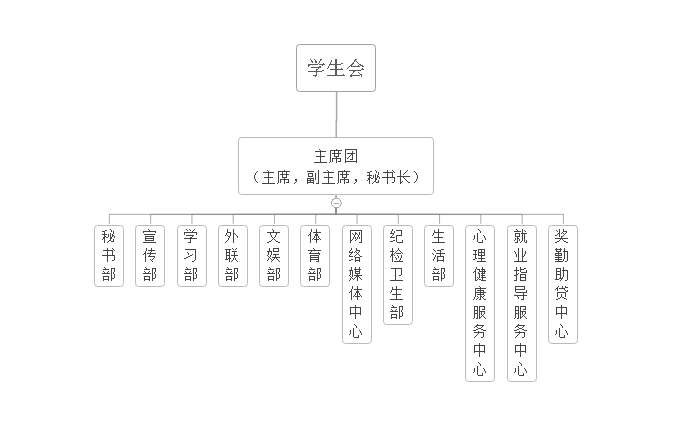 学生会
主席团
（主席，副主席，秘书长）
秘书部
宣传部
学习部
外联部
文娱部
体育部
网络媒体中心
纪检卫生部
生活部
心理健康服务中心
就业指导服务中心
奖勤助贷中心